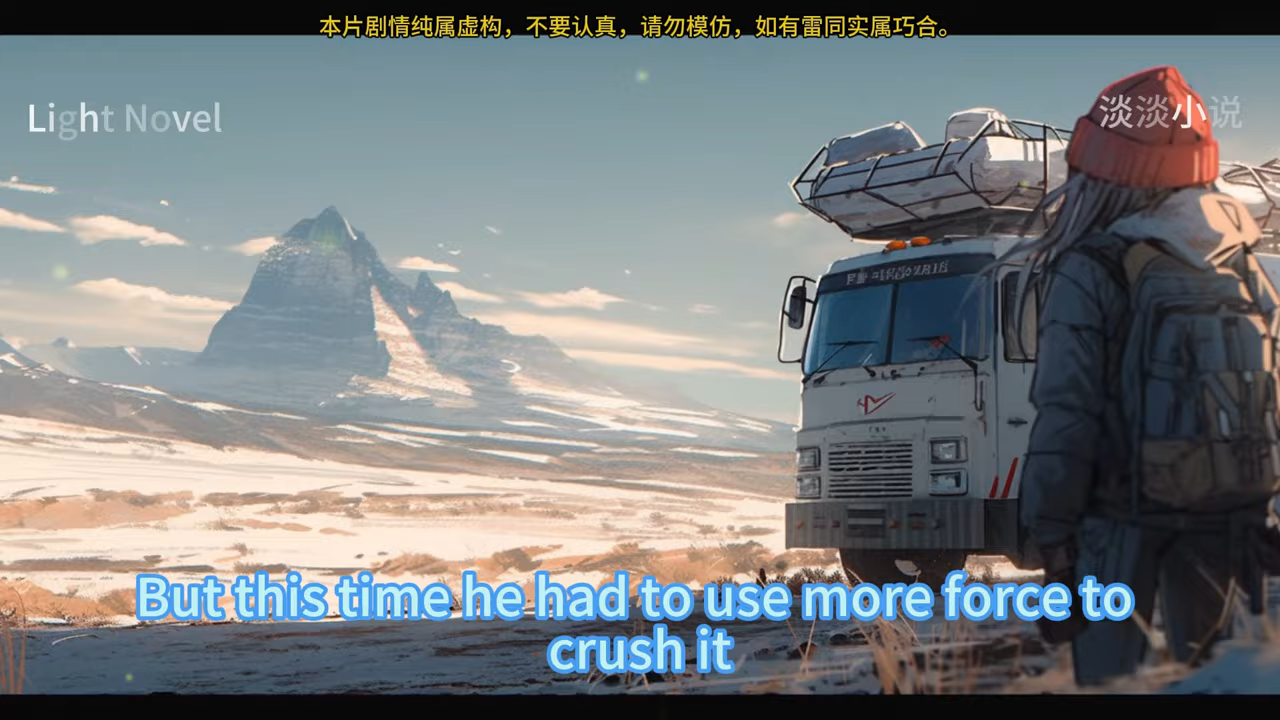 本片剧情纯属虚构，不要认真，请勿模仿，如有雷同实属巧合。
Light Novel
淡淡小说
But this time he had to use more force to
crush it